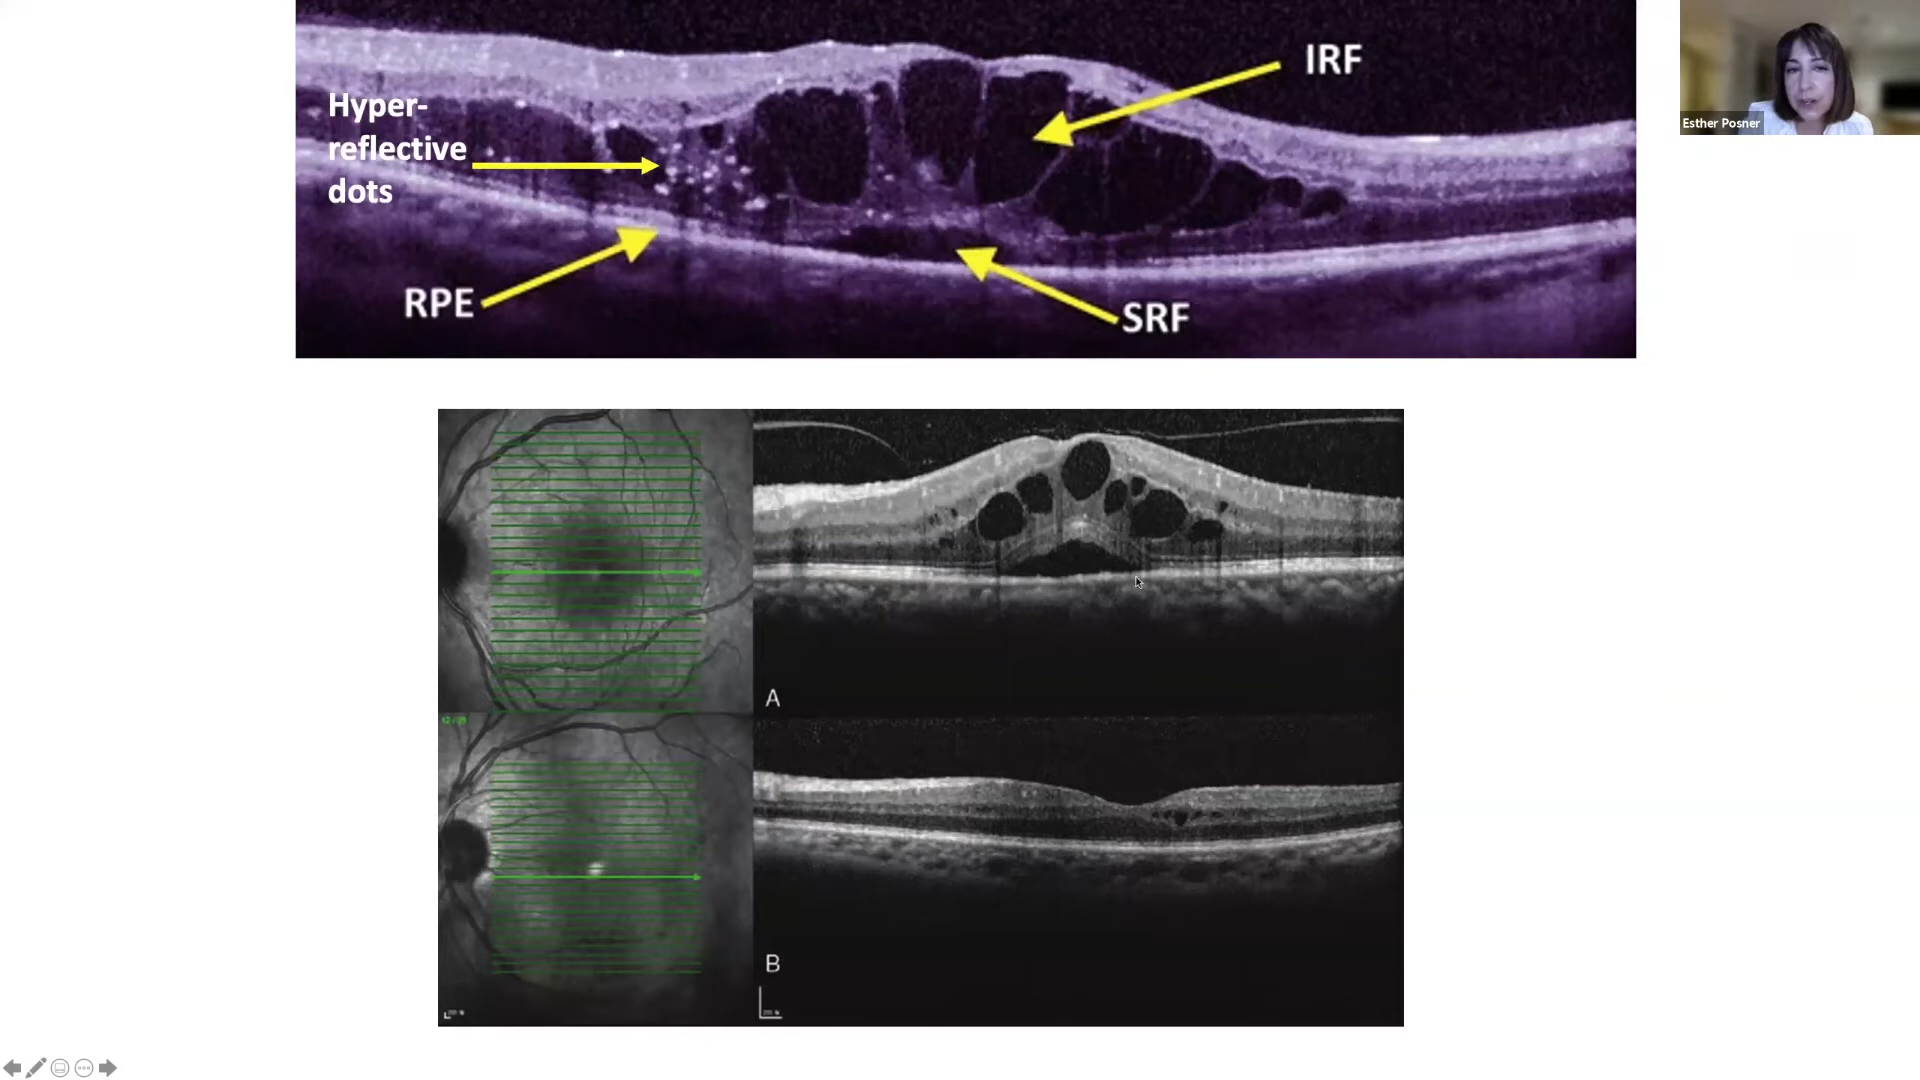 IRF
Hyper-
reflective
dots
RPE
SRF
Esther Posner
A
B